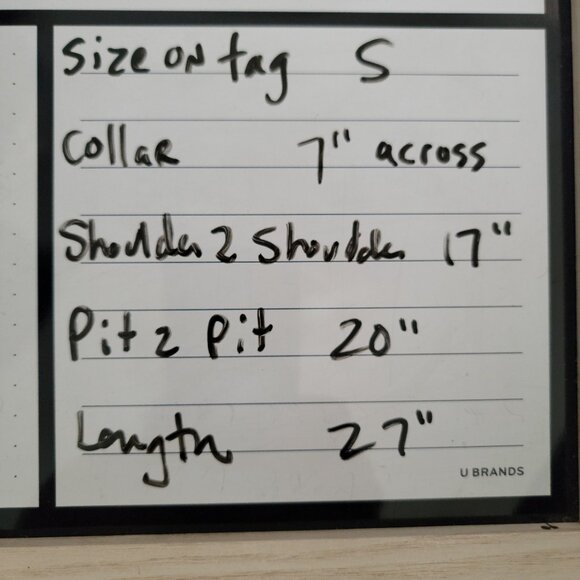 Size on tag S
Collar 7" across
Shoulder 2 Shoulder 17"
Pit 2 Pit 20"
Length 27"
U BRANDS